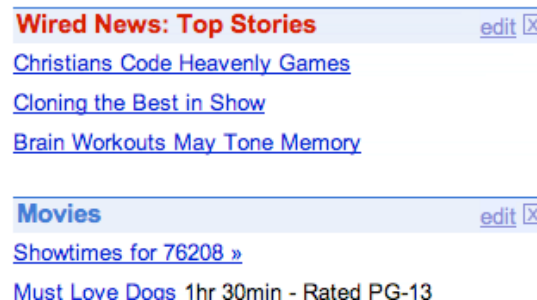 Wired News: Top Stories edit X
Christians Code Heavenly Games
Cloning the Best in Show
Brain Workouts May Tone Memory
Movies edit X
Showtimes for 76208 »
Must Love Dogs 1hr 30min - Rated PG-13